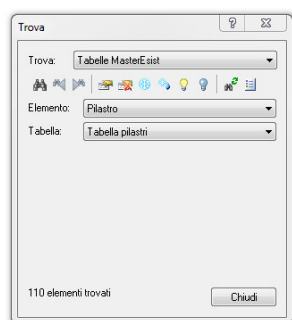 Trova
Trova: Tabelle MasterEsist
Elemento: Pilastro
Tabella: Tabella pilastri
110 elementi trovati
Chiudi